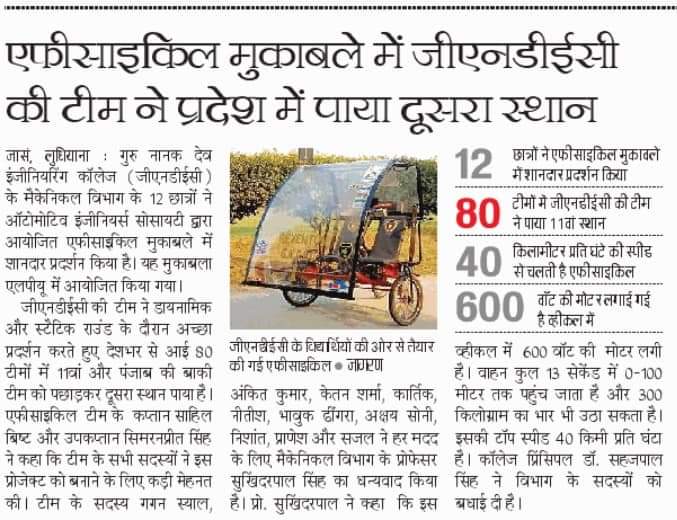 एफीसाइकिल मुकाबले में जीएनडीईसी
की टीम ने प्रदेश में पाया दूसरा स्थान
जासं, लुधियाना : गुरु नानक देव
इंजीनियरिंग कॉलेज (जीएनडीईसी)
के मैकेनिकल विभाग के 12 छात्रों ने
ऑटोमोटिव इंजीनियर्स सोसायटी द्वारा
आयोजित एफीसाइकिल मुकाबले में
शानदार प्रदर्शन किया है। यह मुकाबला
एलपीयू में आयोजित किया गया।
जीएनडीईसी की टीम ने डायनामिक
और स्टैटिक राउंड के दौरान अच्छा
प्रदर्शन करते हुए देशभर से आई 80
टीमों में 11वां और पंजाब की बाकी
टीम को पछाड़कर दूसरा स्थान पाया है।
एफीसाइकिल टीम के कप्तान साहिल
बिष्ट और उपकप्तान सिमरनप्रीत सिंह
ने कहा कि टीम के सभी सदस्यों ने इस
प्रोजेक्ट को बनाने के लिए कड़ी मेहनत
की। टीम के सदस्य गगन स्याल,
जीएनडीईसी के विद्यार्थियों की ओर से तैयार
की गई एफीसाइकिल ● जागरण
अंकित कुमार, केतन शर्मा, कार्तिक,
नीतीश, भावुक ढींगरा, अक्षय सोनी,
निशांत, प्राणेश और सजल ने हर मदद
के लिए मैकेनिकल विभाग के प्रोफेसर
सुखिंदरपाल सिंह का धन्यवाद किया
है। प्रो. सुखिंदरपाल ने कहा कि इस
12 छात्रों ने एफीसाइकिल मुकाबले
में शानदार प्रदर्शन किया
80 टीमों मे जीएनडीईसी की टीम
ने पाया 11वां स्थान
40 किलामीटर प्रति घंटे की स्पीड
से चलती है एफीसाइकिल
600 वॉट की मोटर लगाई गई
है व्हीकल में
व्हीकल में 600 वॉट की मोटर लगी
है। वाहन कुल 13 सेकेंड में 0-100
मीटर तक पहुंच जाता है और 300
किलोग्राम का भार भी उठा सकता है।
इसकी टॉप स्पीड 40 किमी प्रति घंटा
है। कॉलेज प्रिंसिपल डॉ. सहजपाल
सिंह ने विभाग के सदस्यों को
बधाई दी है।